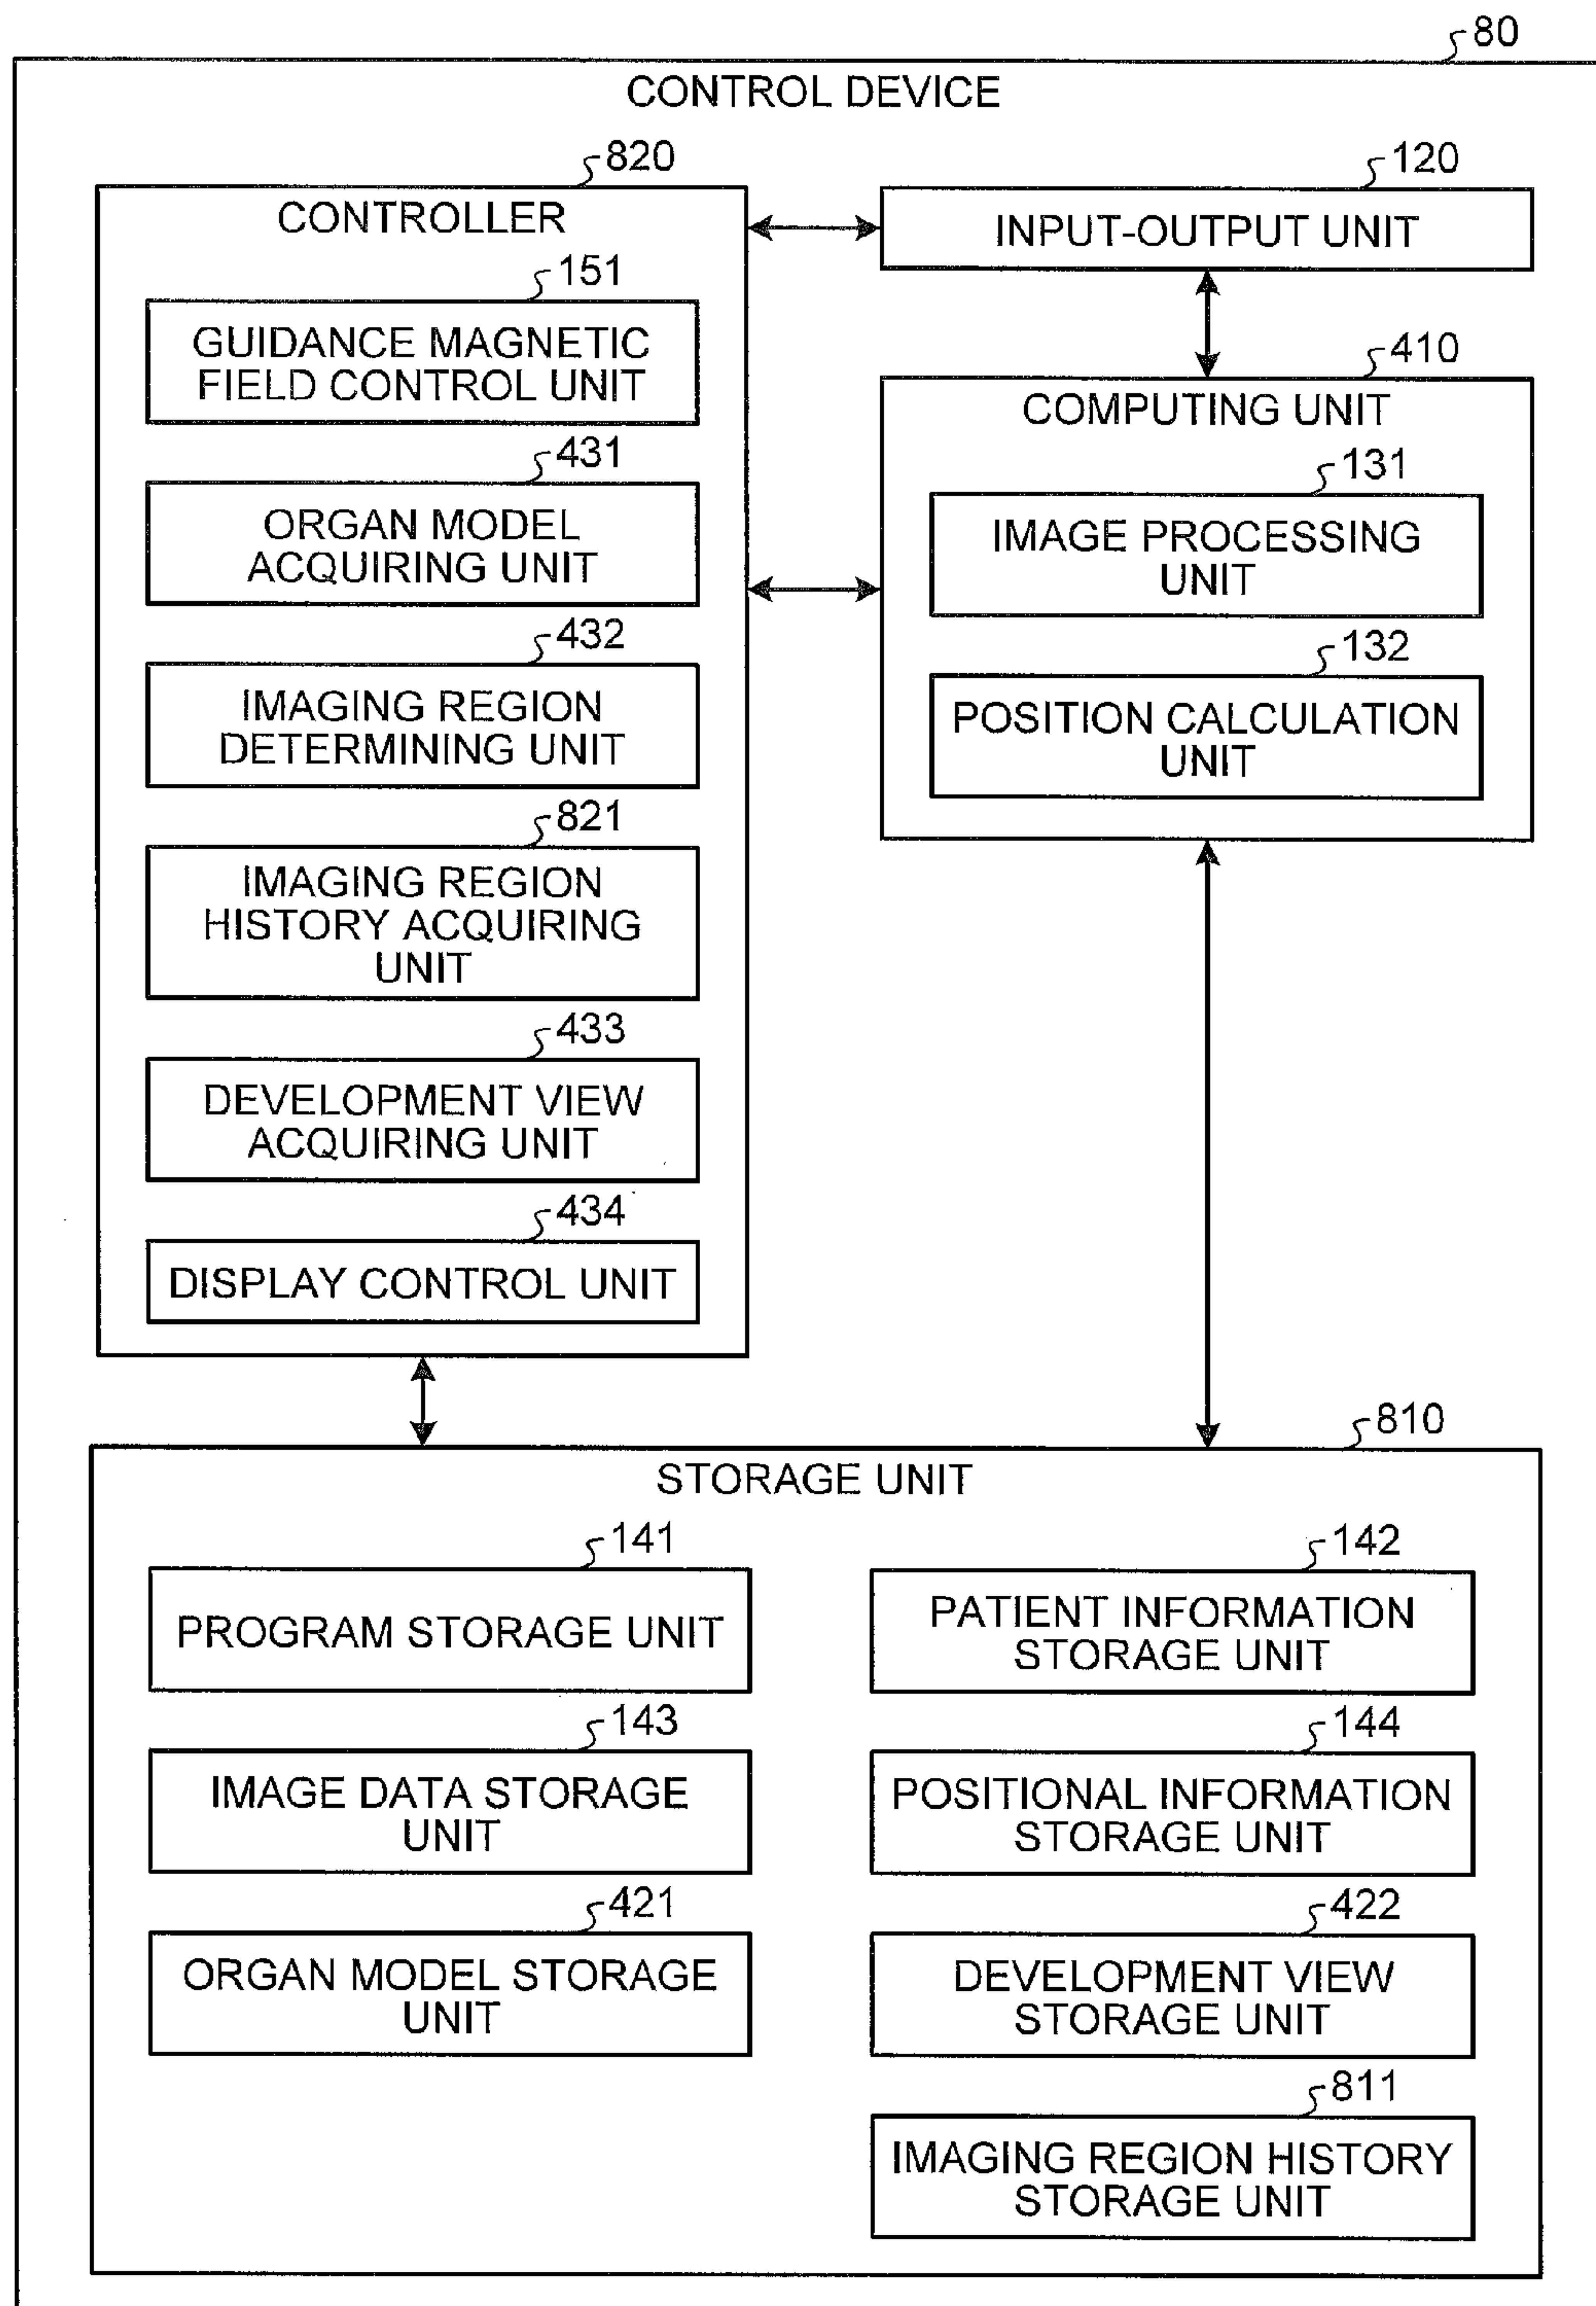 80
CONTROL DEVICE
820
CONTROLLER
151
GUIDANCE MAGNETIC
FIELD CONTROL UNIT
431
ORGAN MODEL
ACQUIRING UNIT
432
IMAGING REGION
DETERMINING UNIT
821
IMAGING REGION
HISTORY ACQUIRING
UNIT
433
DEVELOPMENT VIEW
ACQUIRING UNIT
434
DISPLAY CONTROL UNIT
120
INPUT-OUTPUT UNIT
410
COMPUTING UNIT
131
IMAGE PROCESSING
UNIT
132
POSITION CALCULATION
UNIT
810
STORAGE UNIT
141
PROGRAM STORAGE UNIT
142
PATIENT INFORMATION
STORAGE UNIT
143
IMAGE DATA STORAGE
UNIT
144
POSITIONAL INFORMATION
STORAGE UNIT
421
ORGAN MODEL STORAGE
UNIT
422
DEVELOPMENT VIEW
STORAGE UNIT
811
IMAGING REGION HISTORY
STORAGE UNIT